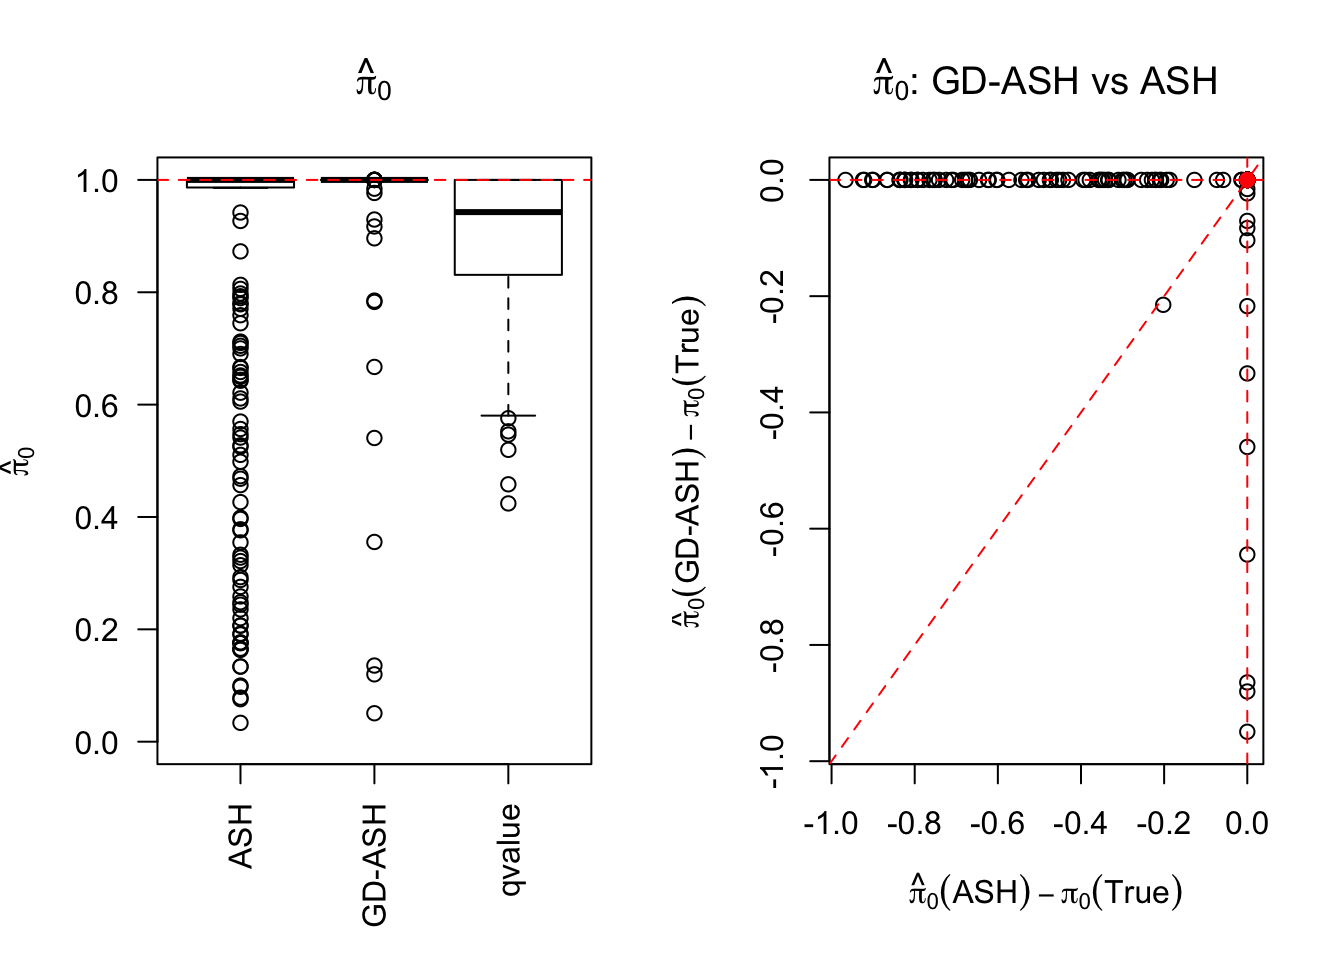 π̂₀
1.0
0.8
0.6
0.4
0.2
0.0
π̂₀
ASH
GD-ASH
qvalue
π̂₀: GD-ASH vs ASH
0.0
-0.2
-0.4
-0.6
-0.8
-1.0
π̂₀(GD-ASH) − π₀(True)
-1.0 -0.8 -0.6 -0.4 -0.2 0.0
π̂₀(ASH) − π₀(True)